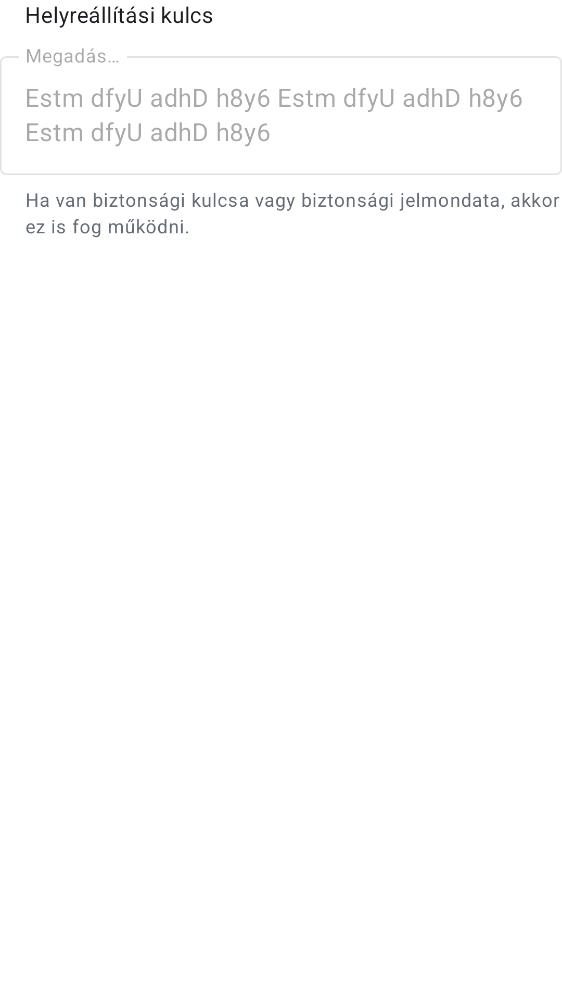 Helyreállítási kulcs
Megadás…
Estm dfyU adhD h8y6 Estm dfyU adhD h8y6
Estm dfyU adhD h8y6
Ha van biztonsági kulcsa vagy biztonsági jelmondata, akkor
ez is fog működni.